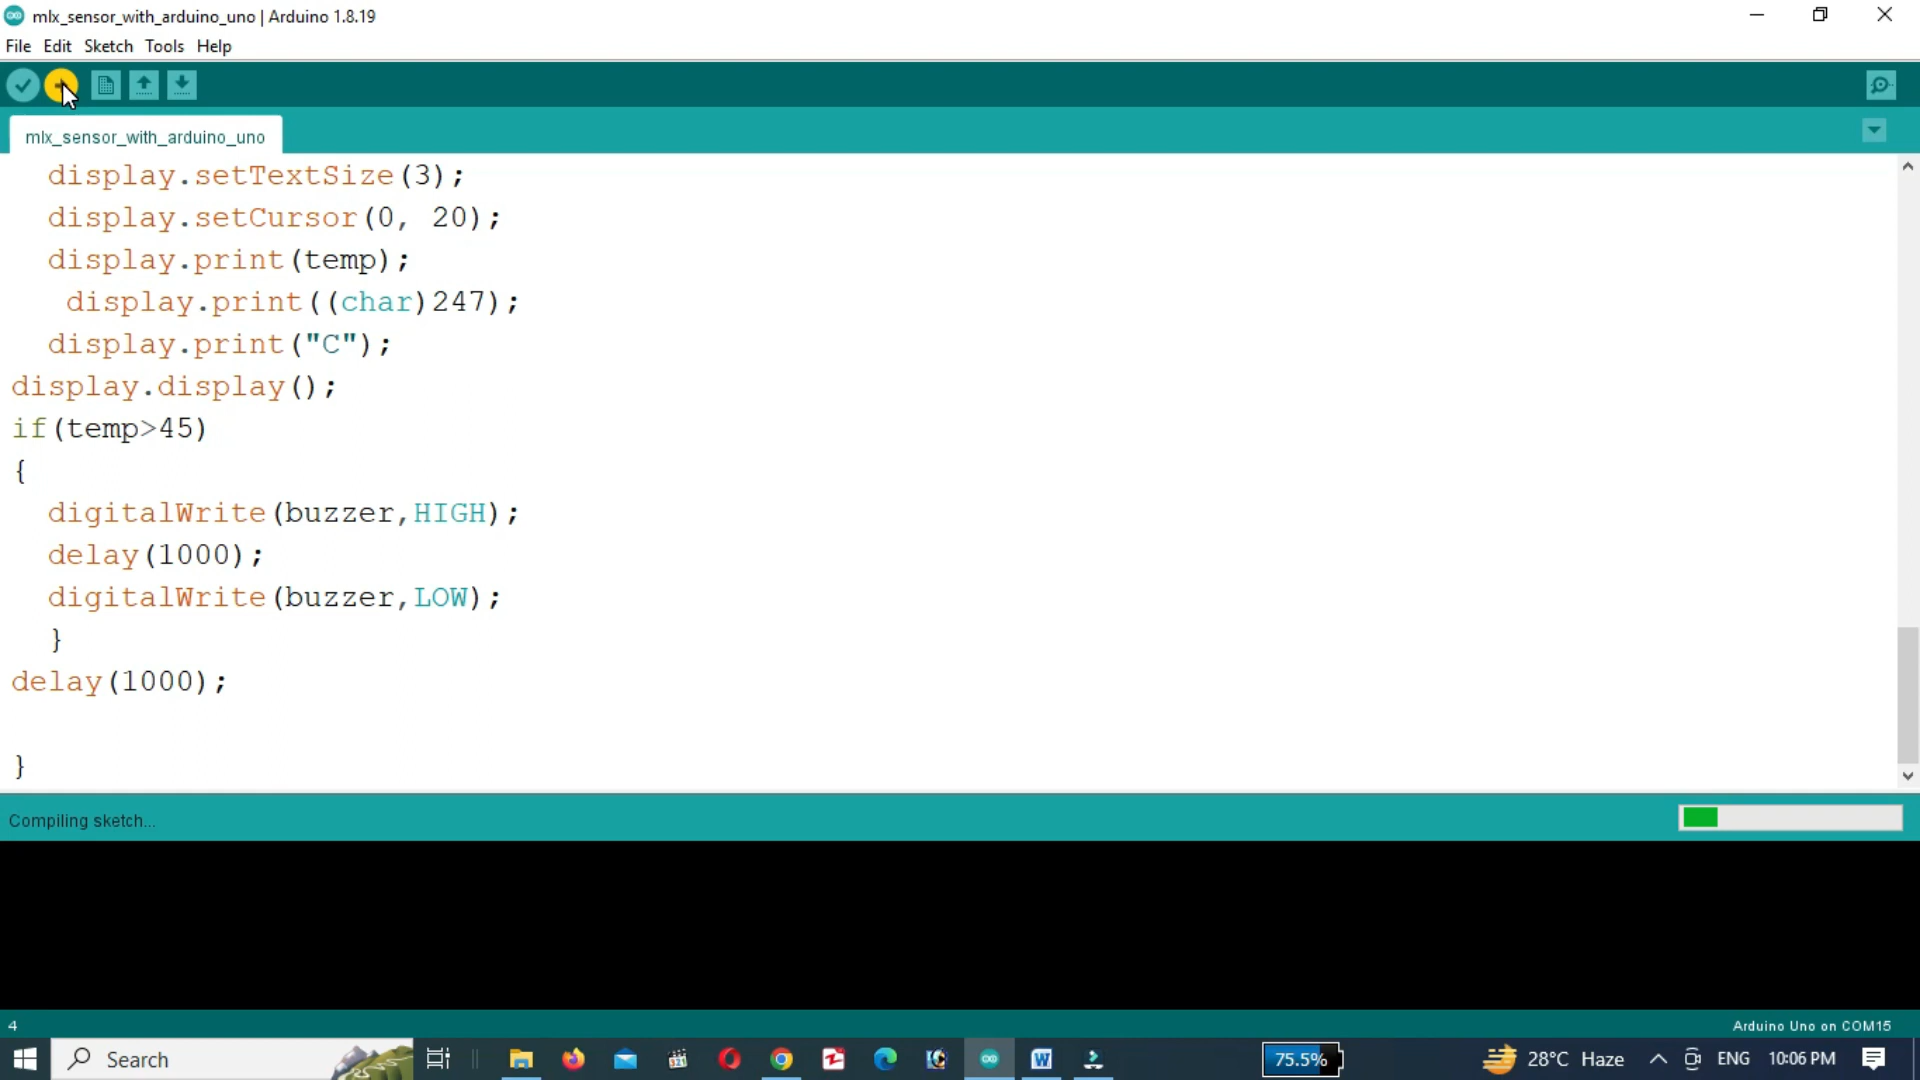 mlx_sensor_with_arduino_uno | Arduino 1.8.19
File Edit Sketch Tools Help
mlx_sensor_with_arduino_uno
display.setTextSize(3);
display.setCursor(0, 20);
display.print(temp);
display.print((char)247);
display.print("C");
display.display();
if(temp>45)
{
digitalWrite(buzzer,HIGH);
delay(1000);
digitalWrite(buzzer,LOW);
}
delay(1000);
}
Compiling sketch...
4 Arduino Uno on COM15
Search 75.5% 28°C Haze ENG 10:06 PM